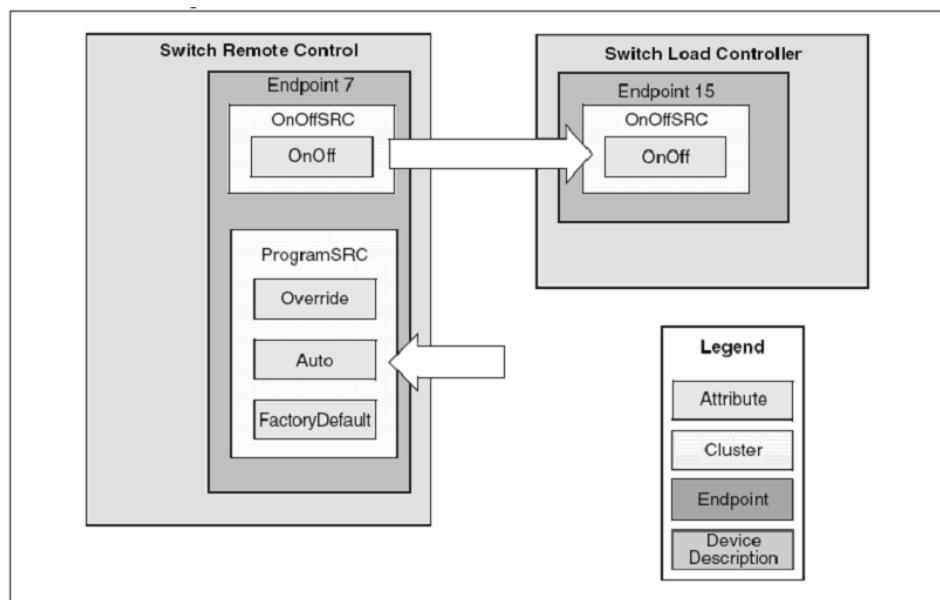 Switch Remote Control
Endpoint 7
OnOffSRC
OnOff
ProgramSRC
Override
Auto
FactoryDefault
Switch Load Controller
Endpoint 15
OnOffSRC
OnOff
Legend
Attribute
Cluster
Endpoint
Device
Description